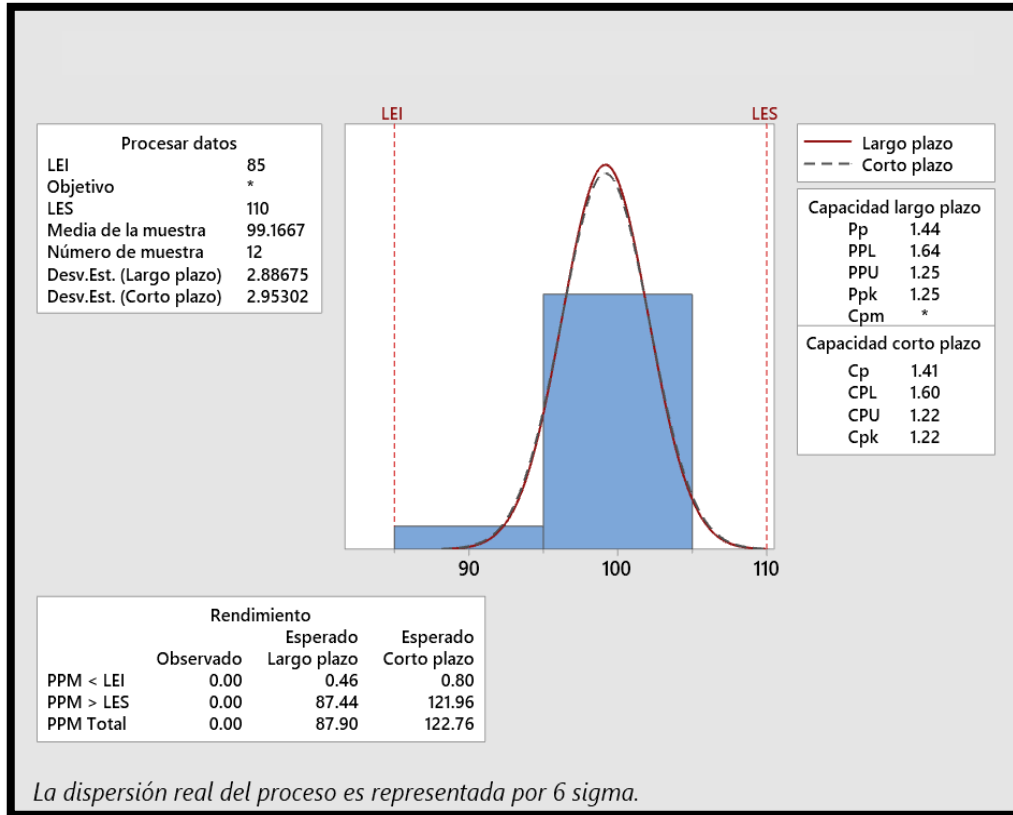 LEI
LES
Procesar datos
LEI 85
Objetivo *
LES 110
Media de la muestra 99.1667
Número de muestra 12
Desv.Est. (Largo plazo) 2.88675
Desv.Est. (Corto plazo) 2.95302
Largo plazo
Corto plazo
Capacidad largo plazo
Pp 1.44
PPL 1.64
PPU 1.25
Ppk 1.25
Cpm *
Capacidad corto plazo
Cp 1.41
CPL 1.60
CPU 1.22
Cpk 1.22
90 100 110
Rendimiento
Esperado Esperado
Observado Largo plazo Corto plazo
PPM < LEI 0.00 0.46 0.80
PPM > LES 0.00 87.44 121.96
PPM Total 0.00 87.90 122.76
La dispersión real del proceso es representada por 6 sigma.